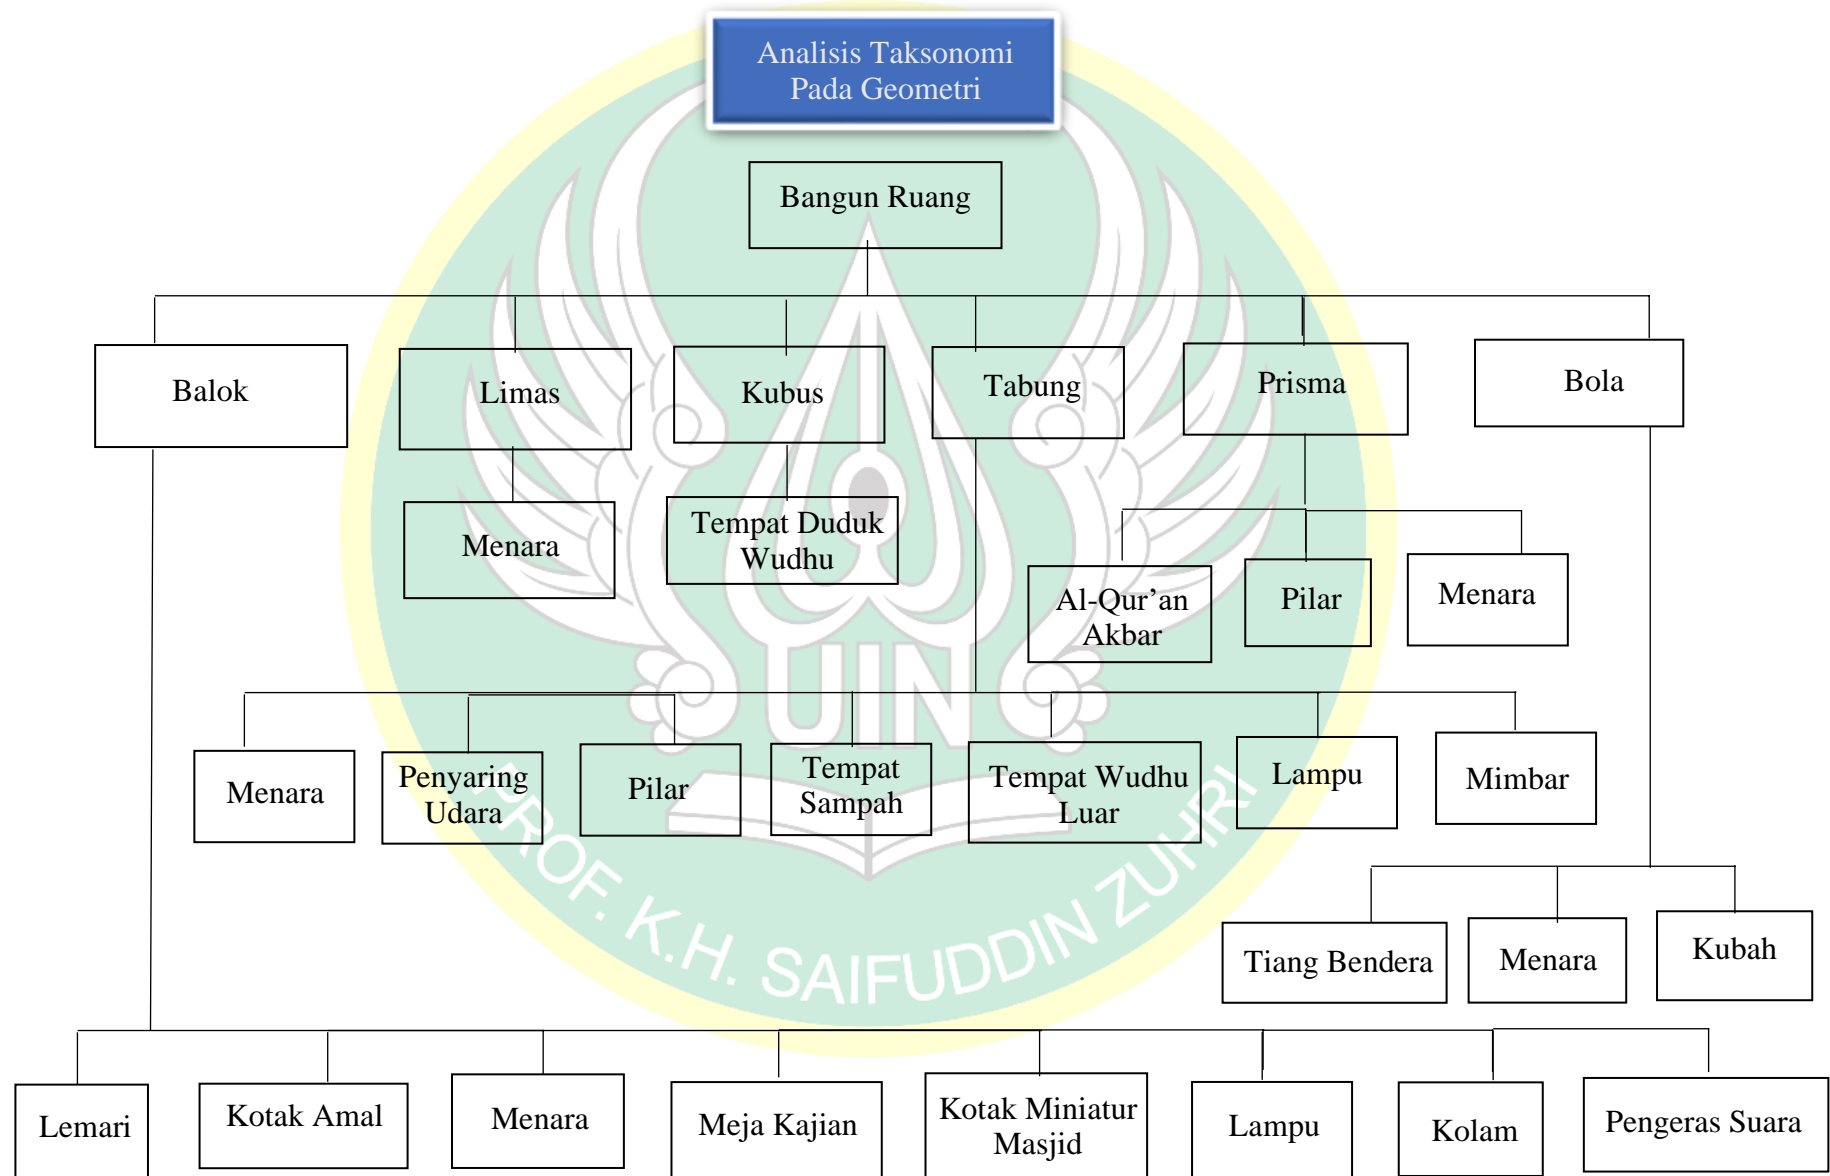 Analisis Taksonomi
Pada Geometri
Bangun Ruang
Balok
Limas
Kubus
Tabung
Prisma
Bola
Menara
Tempat Duduk
Wudhu
Al-Qur’an
Akbar
Pilar
Menara
UIN
Menara
Penyaring
Udara
Pilar
Tempat
Sampah
Tempat Wudhu
Luar
Lampu
Mimbar
PROF. K.H. SAIFUDDIN ZUHRI
Tiang Bendera
Menara
Kubah
Lemari
Kotak Amal
Menara
Meja Kajian
Kotak Miniatur
Masjid
Lampu
Kolam
Pengeras Suara